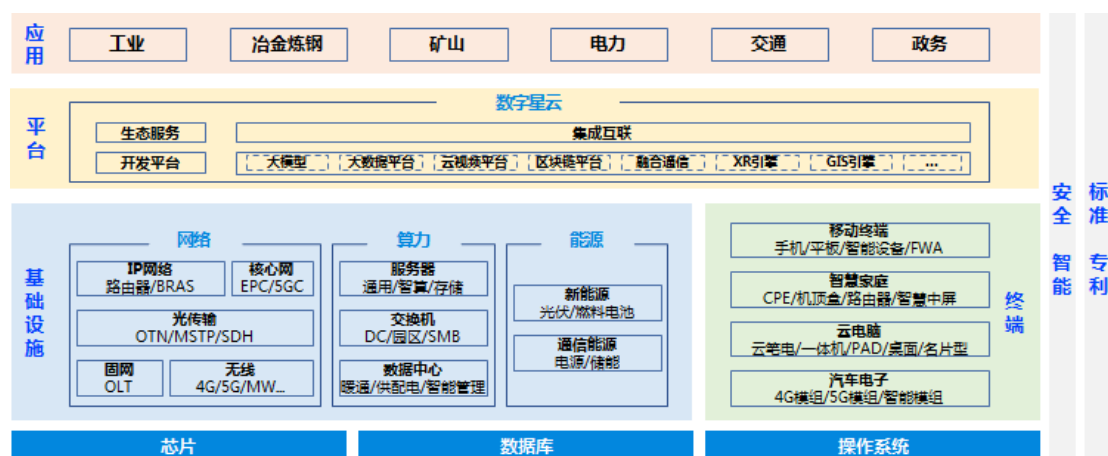 应用
工业 冶金炼钢 矿山 电力 交通 政务
平台
数字星云
生态服务 集成互联
开发平台 大模型 大数据平台 云视频平台 区块链平台 融合通信 XR引擎 GIS引擎 ...
基础设施
网络
IP网络
路由器/BRAS
核心网
EPC/5GC
光传输
OTN/MSTP/SDH
固网
OLT
无线
4G/5G/MW...
算力
服务器
通用/智算/存储
交换机
DC/园区/SMB
数据中心
暖通/供配电/智能管理
能源
新能源
光伏/燃料电池
通信能源
电源/储能
终端
移动终端
手机/平板/智能设备/FWA
智慧家庭
CPE/机顶盒/路由器/智慧中屏
云电脑
云笔电/一体机/PAD/桌面/名片型
汽车电子
4G模组/5G模组/智能模组
芯片 数据库 操作系统
安全 智能
标准 专利